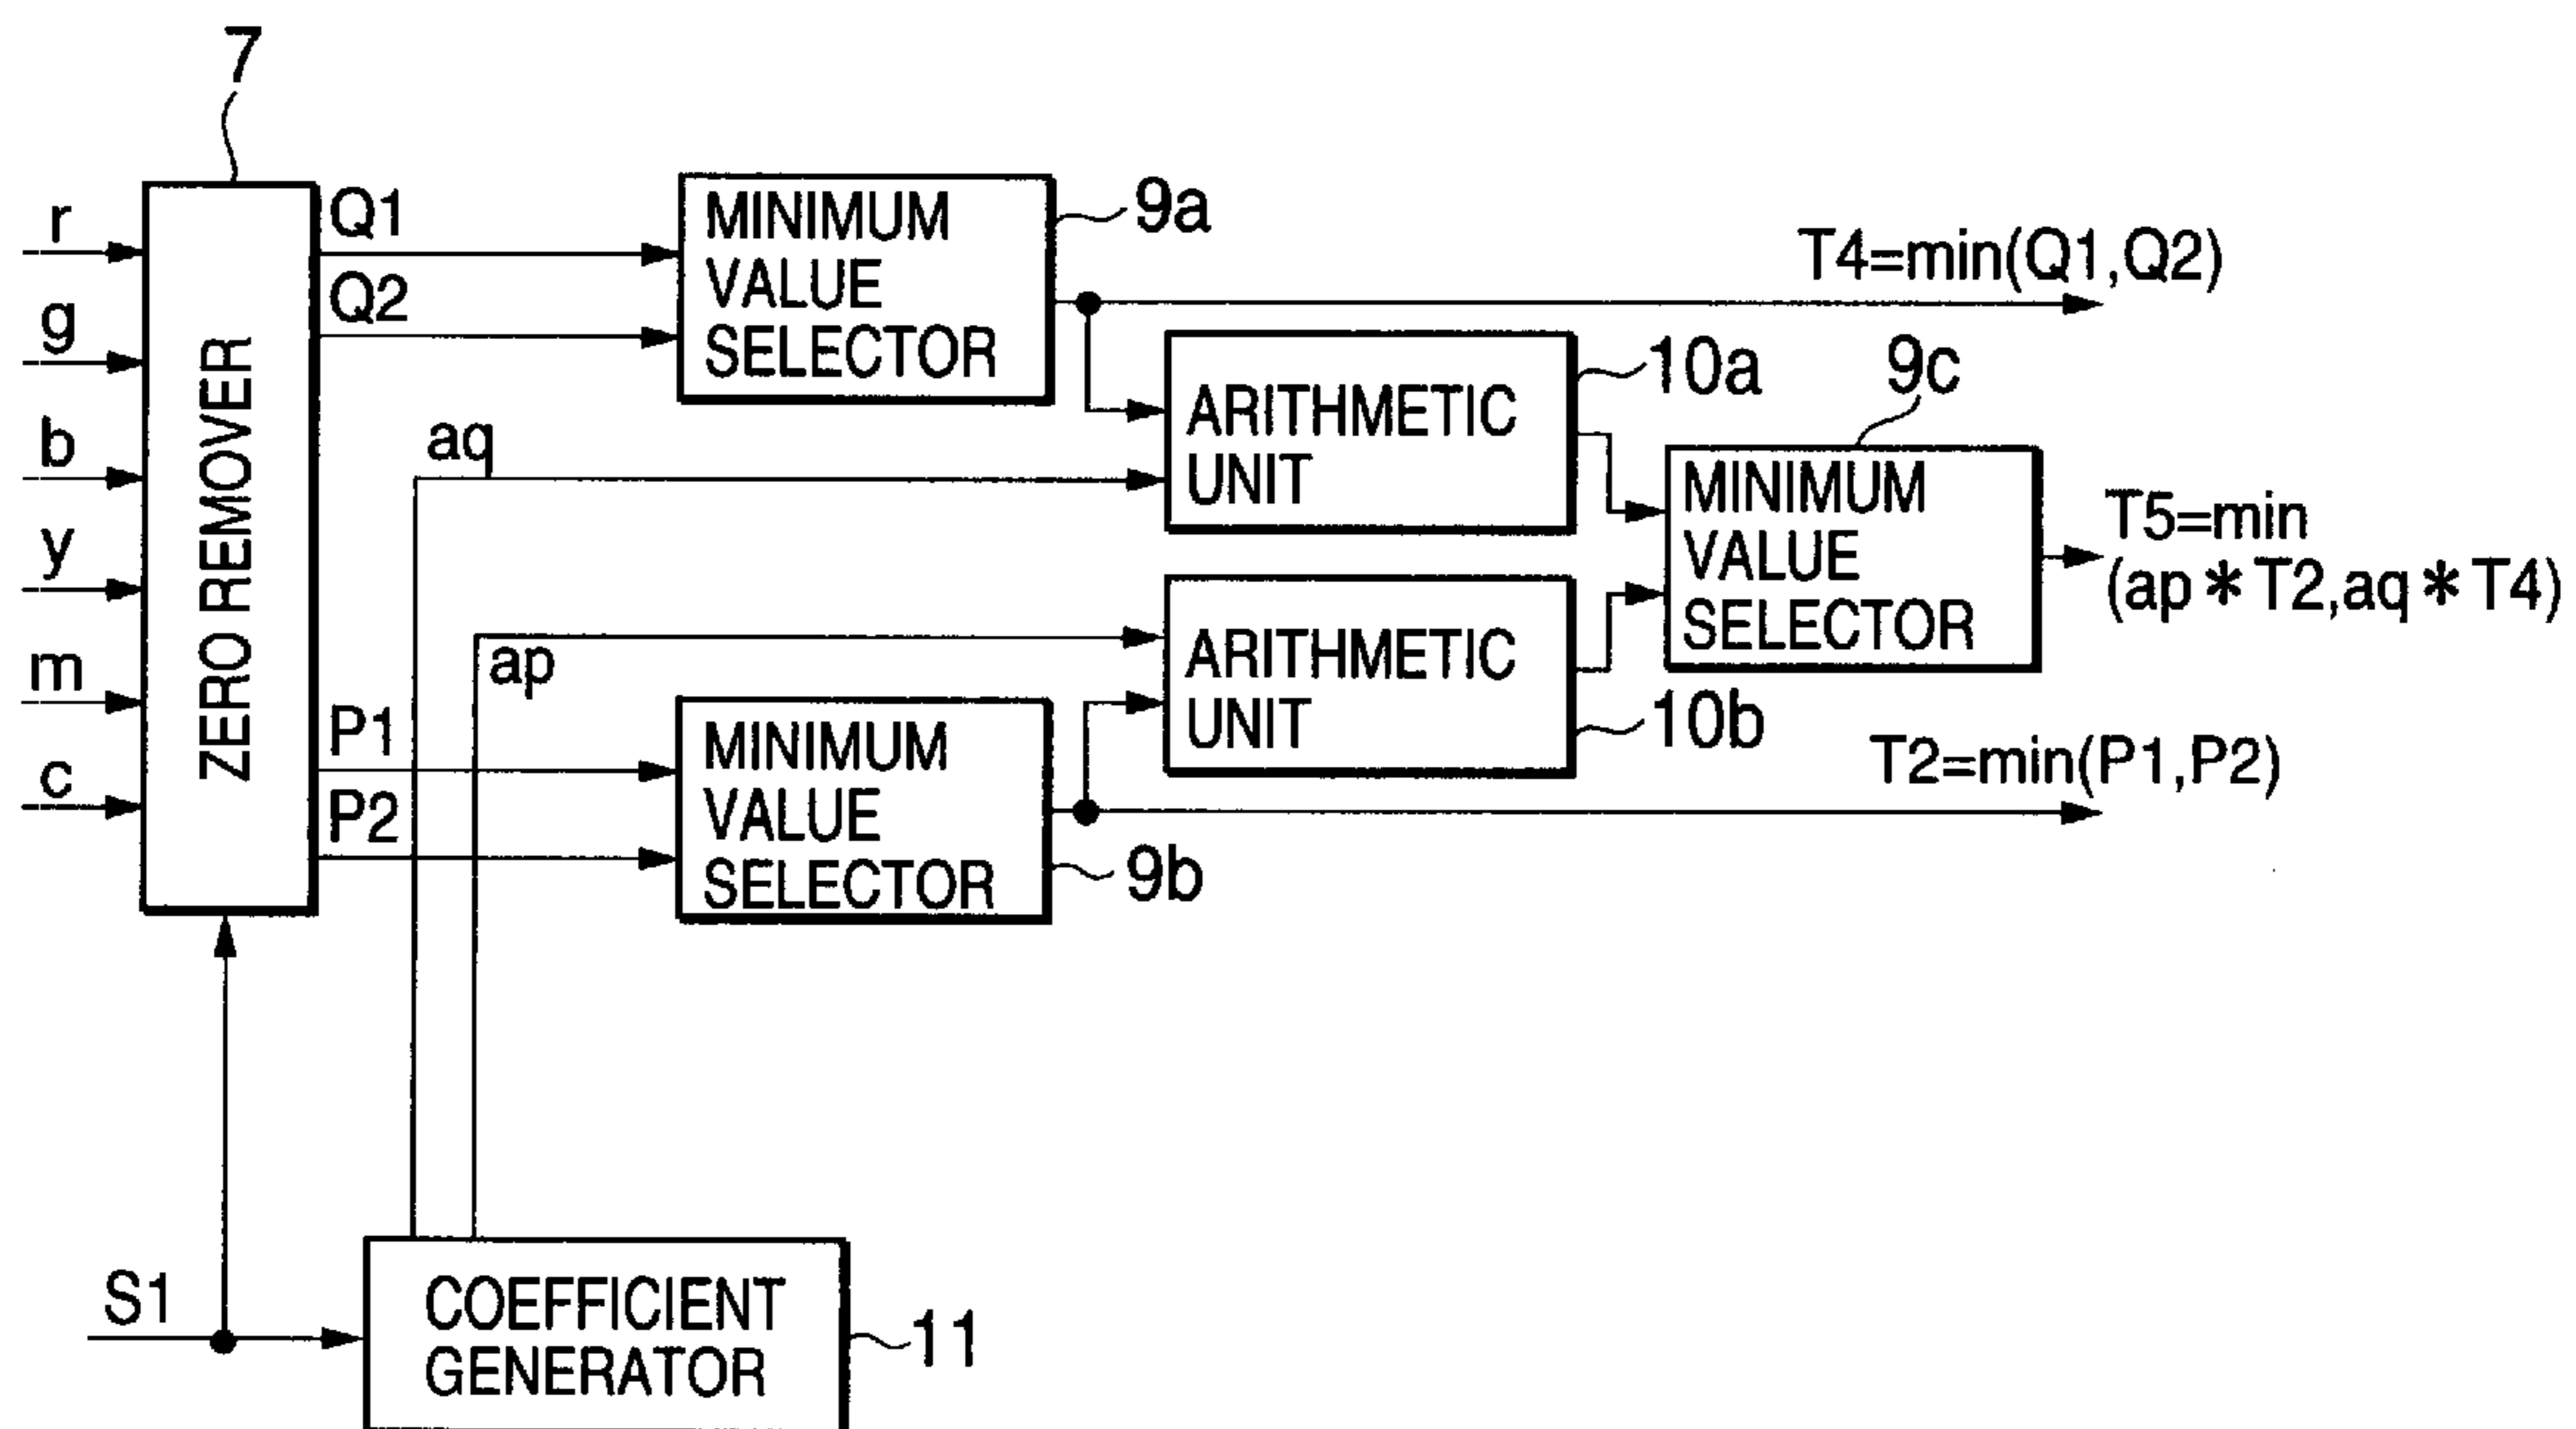 7
r
g
b
y
m
c
ZERO REMOVER
Q1
Q2
MINIMUM
VALUE
SELECTOR
9a
T4=min(Q1,Q2)
aq
ARITHMETIC
UNIT
10a
9c
MINIMUM
VALUE
SELECTOR
T5=min
(ap*T2,aq*T4)
ap
ARITHMETIC
UNIT
10b
P1
P2
MINIMUM
VALUE
SELECTOR
9b
T2=min(P1,P2)
S1
COEFFICIENT
GENERATOR
11